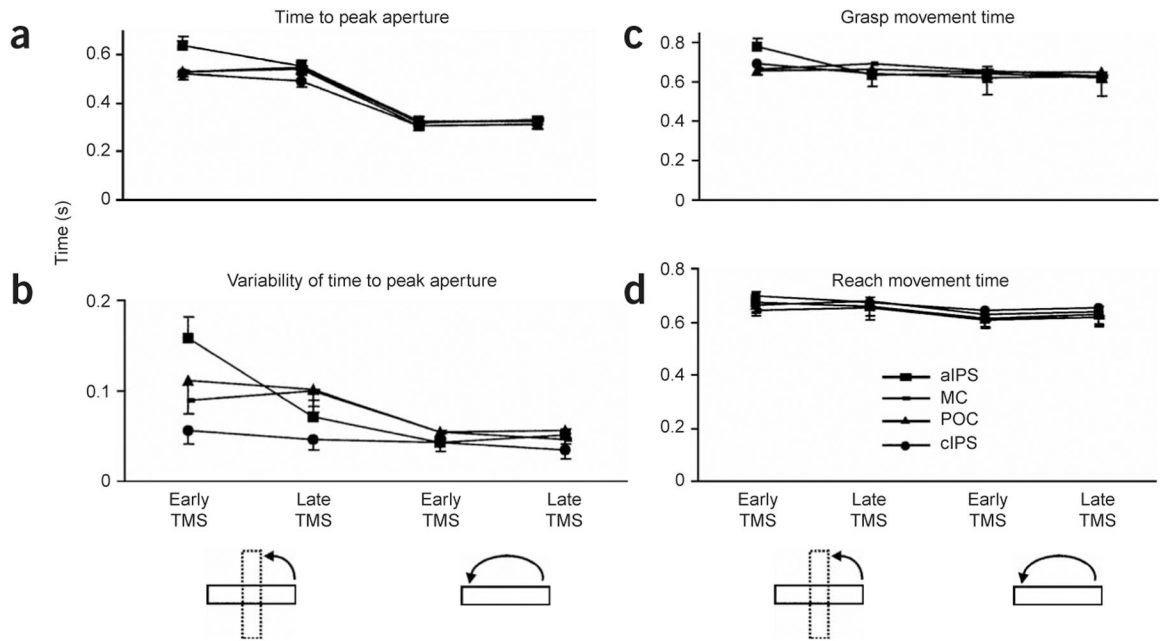 a
Time to peak aperture
0.6
0.4
0.2
0
Time (s)
b
Variability of time to peak aperture
0.2
0.1
0
Early TMS
Late TMS
Early TMS
Late TMS
c
Grasp movement time
0.8
0.6
0.4
0.2
0
d
Reach movement time
0.8
0.6
0.4
0.2
0
aIPS
MC
POC
cIPS
Early TMS
Late TMS
Early TMS
Late TMS